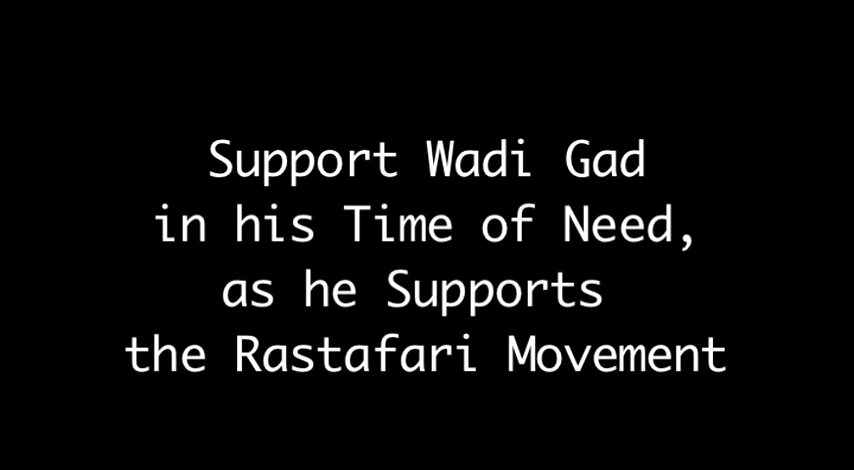 Support Wadi Gad
in his Time of Need,
as he Supports
the Rastafari Movement